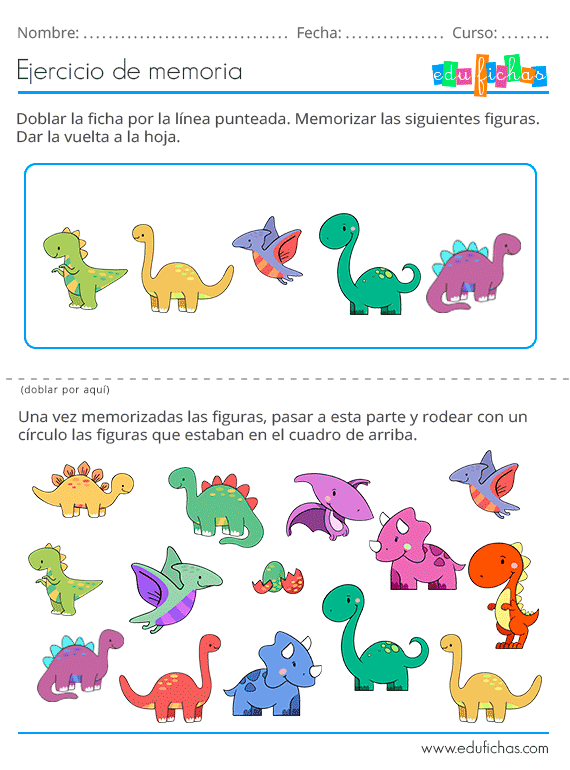 Nombre: ................................ Fecha: ................ Curso: ........
Ejercicio de memoria
edufichas
Doblar la ficha por la línea punteada. Memorizar las siguientes figuras.
Dar la vuelta a la hoja.
(doblar por aquí)
Una vez memorizadas las figuras, pasar a esta parte y rodear con un
círculo las figuras que estaban en el cuadro de arriba.
www.edufichas.com